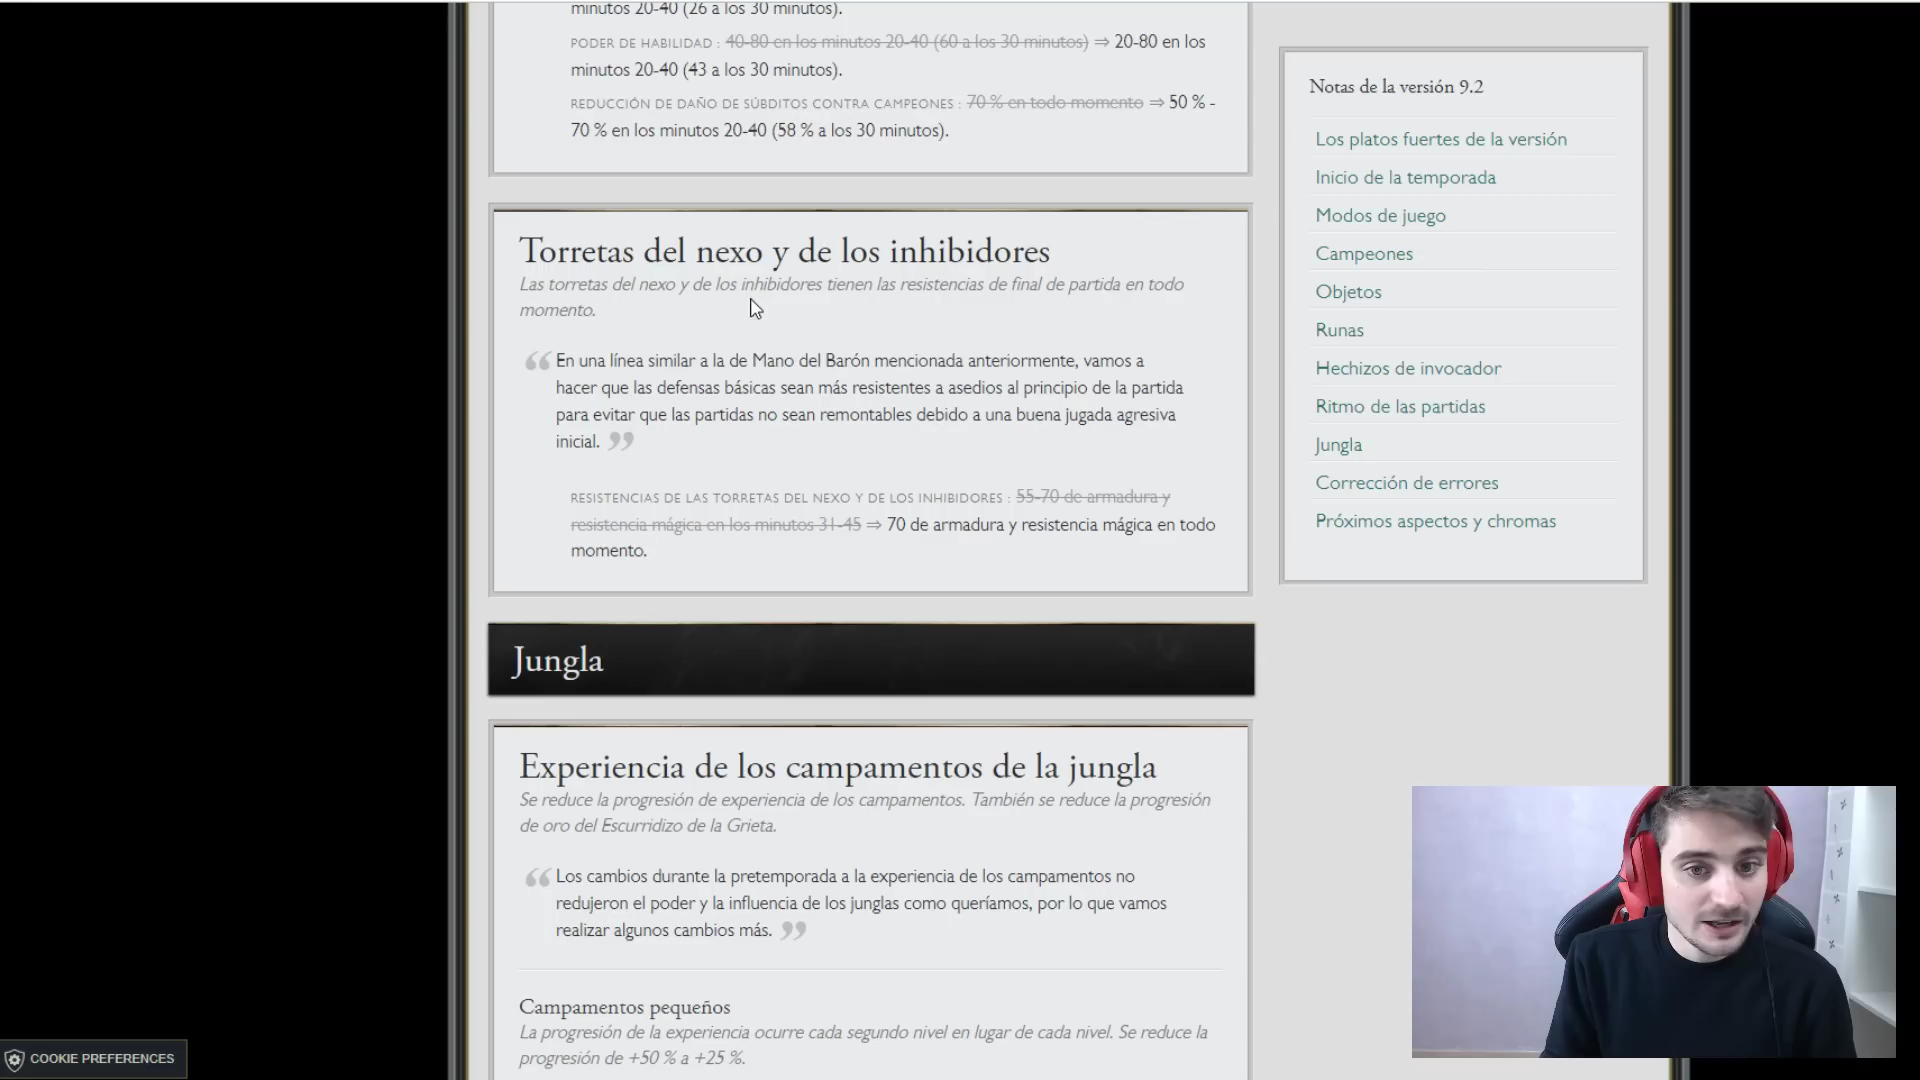 minutos 20-40 (26 a los 30 minutos).
PODER DE HABILIDAD : 40-80 en los minutos 20-40 (60 a los 30 minutos) ⇒ 20-80 en los
minutos 20-40 (43 a los 30 minutos).
REDUCCIÓN DE DAÑO DE SÚBDITOS CONTRA CAMPEONES : 70 % en todo momento ⇒ 50 % -
70 % en los minutos 20-40 (58 % a los 30 minutos).
Torretas del nexo y de los inhibidores
Las torretas del nexo y de los inhibidores tienen las resistencias de final de partida en todo
momento.
“ En una línea similar a la de Mano del Barón mencionada anteriormente, vamos a
hacer que las defensas básicas sean más resistentes a asedios al principio de la partida
para evitar que las partidas no sean remontables debido a una buena jugada agresiva
inicial. ”
RESISTENCIAS DE LAS TORRETAS DEL NEXO Y DE LOS INHIBIDORES : 55-70 de armadura y
resistencia mágica en los minutos 31-45 ⇒ 70 de armadura y resistencia mágica en todo
momento.
Jungla
Experiencia de los campamentos de la jungla
Se reduce la progresión de experiencia de los campamentos. También se reduce la progresión
de oro del Escurridizo de la Grieta.
“ Los cambios durante la pretemporada a la experiencia de los campamentos no
redujeron el poder y la influencia de los junglas como queríamos, por lo que vamos
realizar algunos cambios más. ”
Campamentos pequeños
La progresión de la experiencia ocurre cada segundo nivel en lugar de cada nivel. Se reduce la
progresión de +50 % a +25 %.
Notas de la versión 9.2
Los platos fuertes de la versión
Inicio de la temporada
Modos de juego
Campeones
Objetos
Runas
Hechizos de invocador
Ritmo de las partidas
Jungla
Corrección de errores
Próximos aspectos y chromas
COOKIE PREFERENCES